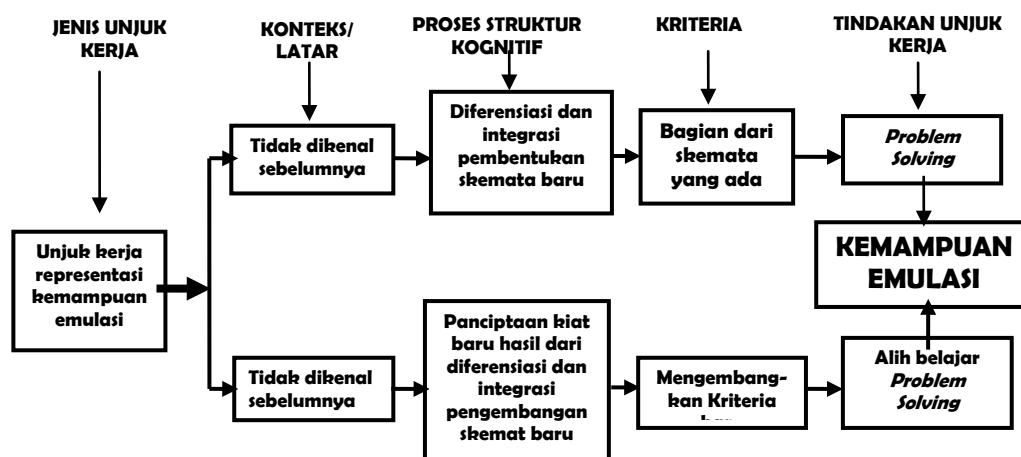 JENIS UNJUK
KERJA
KONTEKS/
LATAR
PROSES STRUKTUR
KOGNITIF
KRITERIA
TINDAKAN UNJUK
KERJA
Tidak dikenal
sebelumnya
Diferensiasi dan
integrasi
pembentukan
skemata baru
Bagian dari
skemata
yang ada
Problem
Solving
Unjuk kerja
representasi
kemampuan
emulasi
KEMAMPUAN
EMULASI
Tidak dikenal
sebelumnya
Panciptaan kiat
baru hasil dari
diferensiasi dan
integrasi
pengembangan
skemat baru
Mengembang-
kan Kriteria
Alih belajar
Problem
Solving